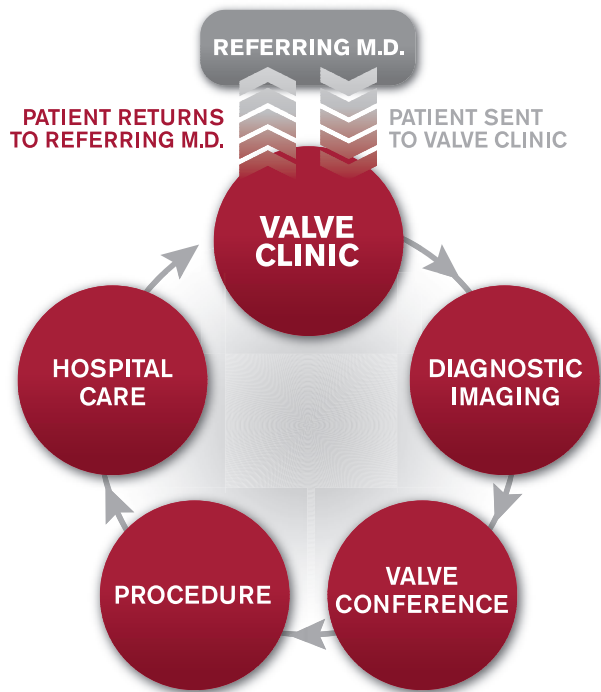 REFERRING M.D.
PATIENT RETURNS
TO REFERRING M.D.
PATIENT SENT
TO VALVE CLINIC
VALVE
CLINIC
HOSPITAL
CARE
DIAGNOSTIC
IMAGING
PROCEDURE
VALVE
CONFERENCE